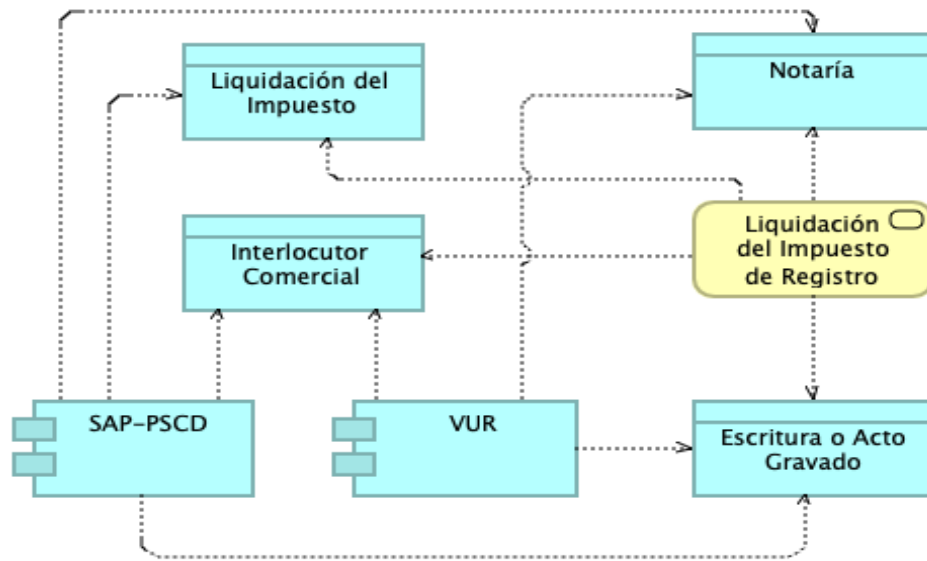 Liquidación del
Impuesto
Notaría
Liquidación
del Impuesto
de Registro
Interlocutor
Comercial
SAP-PSCD
VUR
Escritura o Acto
Gravado